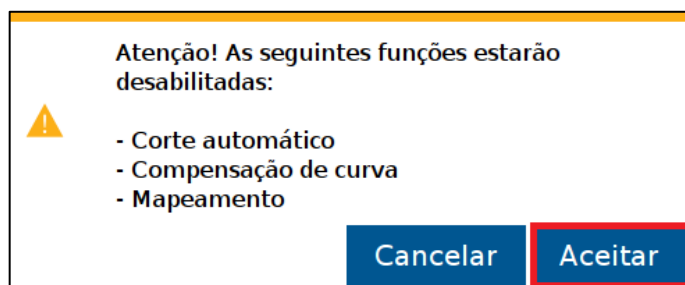 Atenção! As seguintes funções estarão
desabilitadas:
- Corte automático
- Compensação de curva
- Mapeamento
Cancelar Aceitar